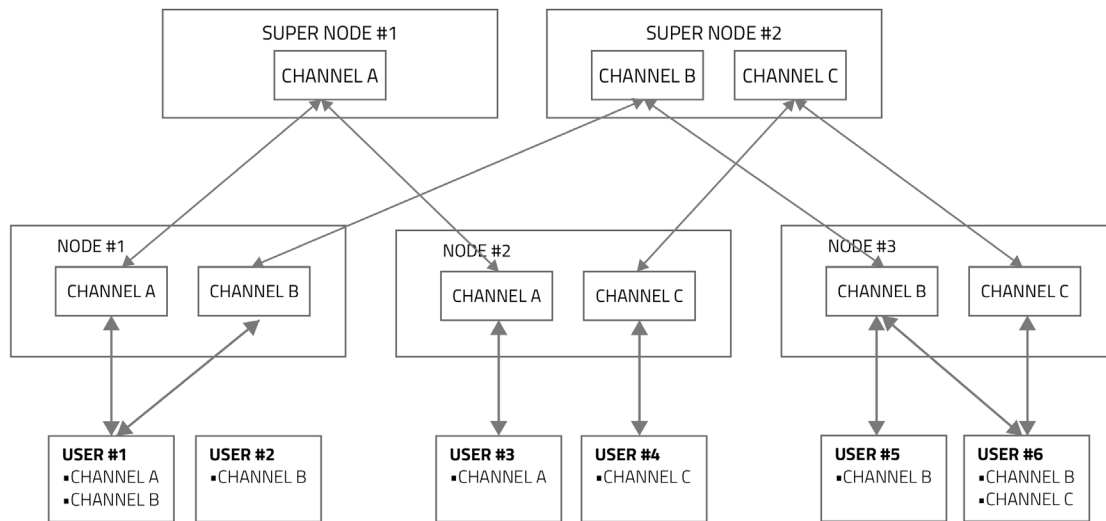 SUPER NODE #1
CHANNEL A
SUPER NODE #2
CHANNEL B
CHANNEL C
NODE #1
CHANNEL A
CHANNEL B
NODE #2
CHANNEL A
CHANNEL C
NODE #3
CHANNEL B
CHANNEL C
USER #1
▪CHANNEL A
▪CHANNEL B
USER #2
▪CHANNEL B
USER #3
▪CHANNEL A
USER #4
▪CHANNEL C
USER #5
▪CHANNEL B
USER #6
▪CHANNEL B
▪CHANNEL C